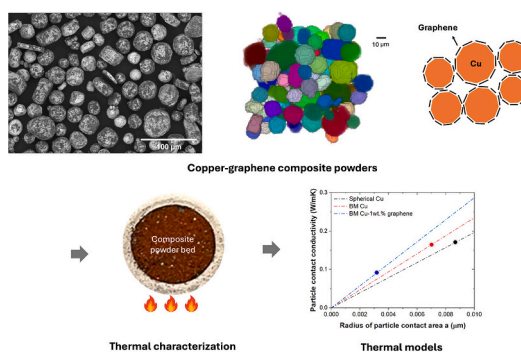 100 μm
10 μm
Graphene
Cu
Copper-graphene composite powders
Composite
powder bed
Thermal characterization
Particle contact conductivity (W/mK)
0.3
0.2
0.1
0.0
Spherical Cu
BM Cu
BM Cu-1wt.% graphene
0.000 0.002 0.004 0.006 0.008 0.010
Radius of particle contact area a (μm)
Thermal models